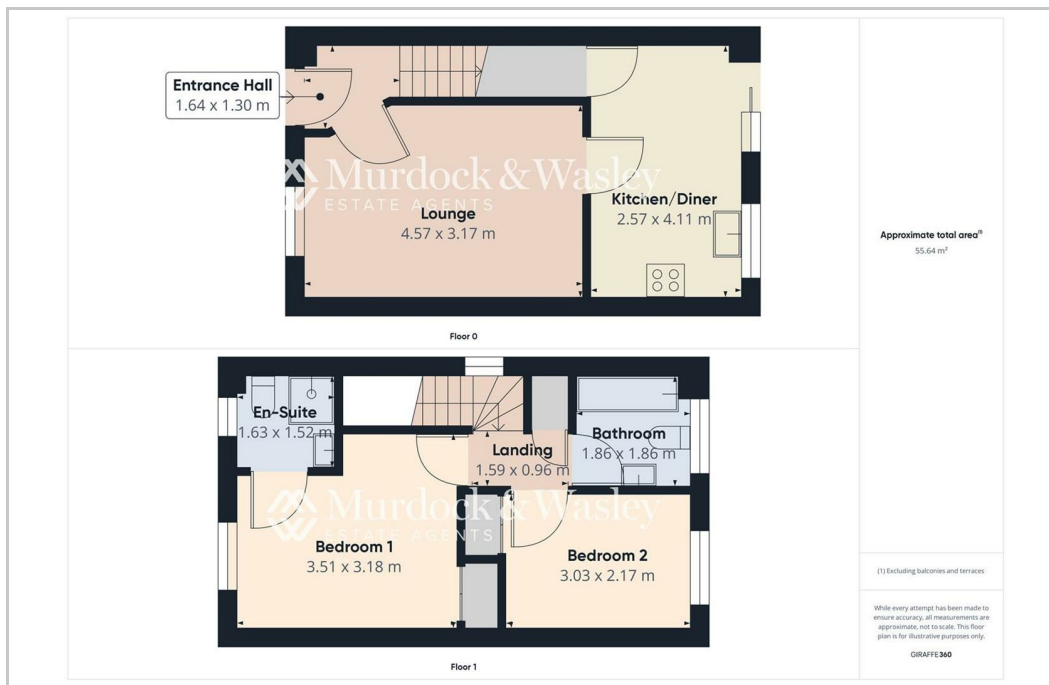 Entrance Hall
1.64 x 1.30 m
Murdock & Wasley
ESTATE AGENTS
Lounge
4.57 x 3.17 m
Kitchen/Diner
2.57 x 4.11 m
Floor 0
En-Suite
1.63 x 1.52 m
Landing
1.59 x 0.96 m
Bathroom
1.86 x 1.86 m
Murdock & Wasley
ESTATE AGENTS
Bedroom 1
3.51 x 3.18 m
Bedroom 2
3.03 x 2.17 m
Floor 1
Approximate total area(1)
55.64 m²
(1) Excluding balconies and terraces
While every attempt has been made to
ensure accuracy, all measurements are
approximate, not to scale. This floor
plan is for illustrative purposes only.
GIRAFFE360